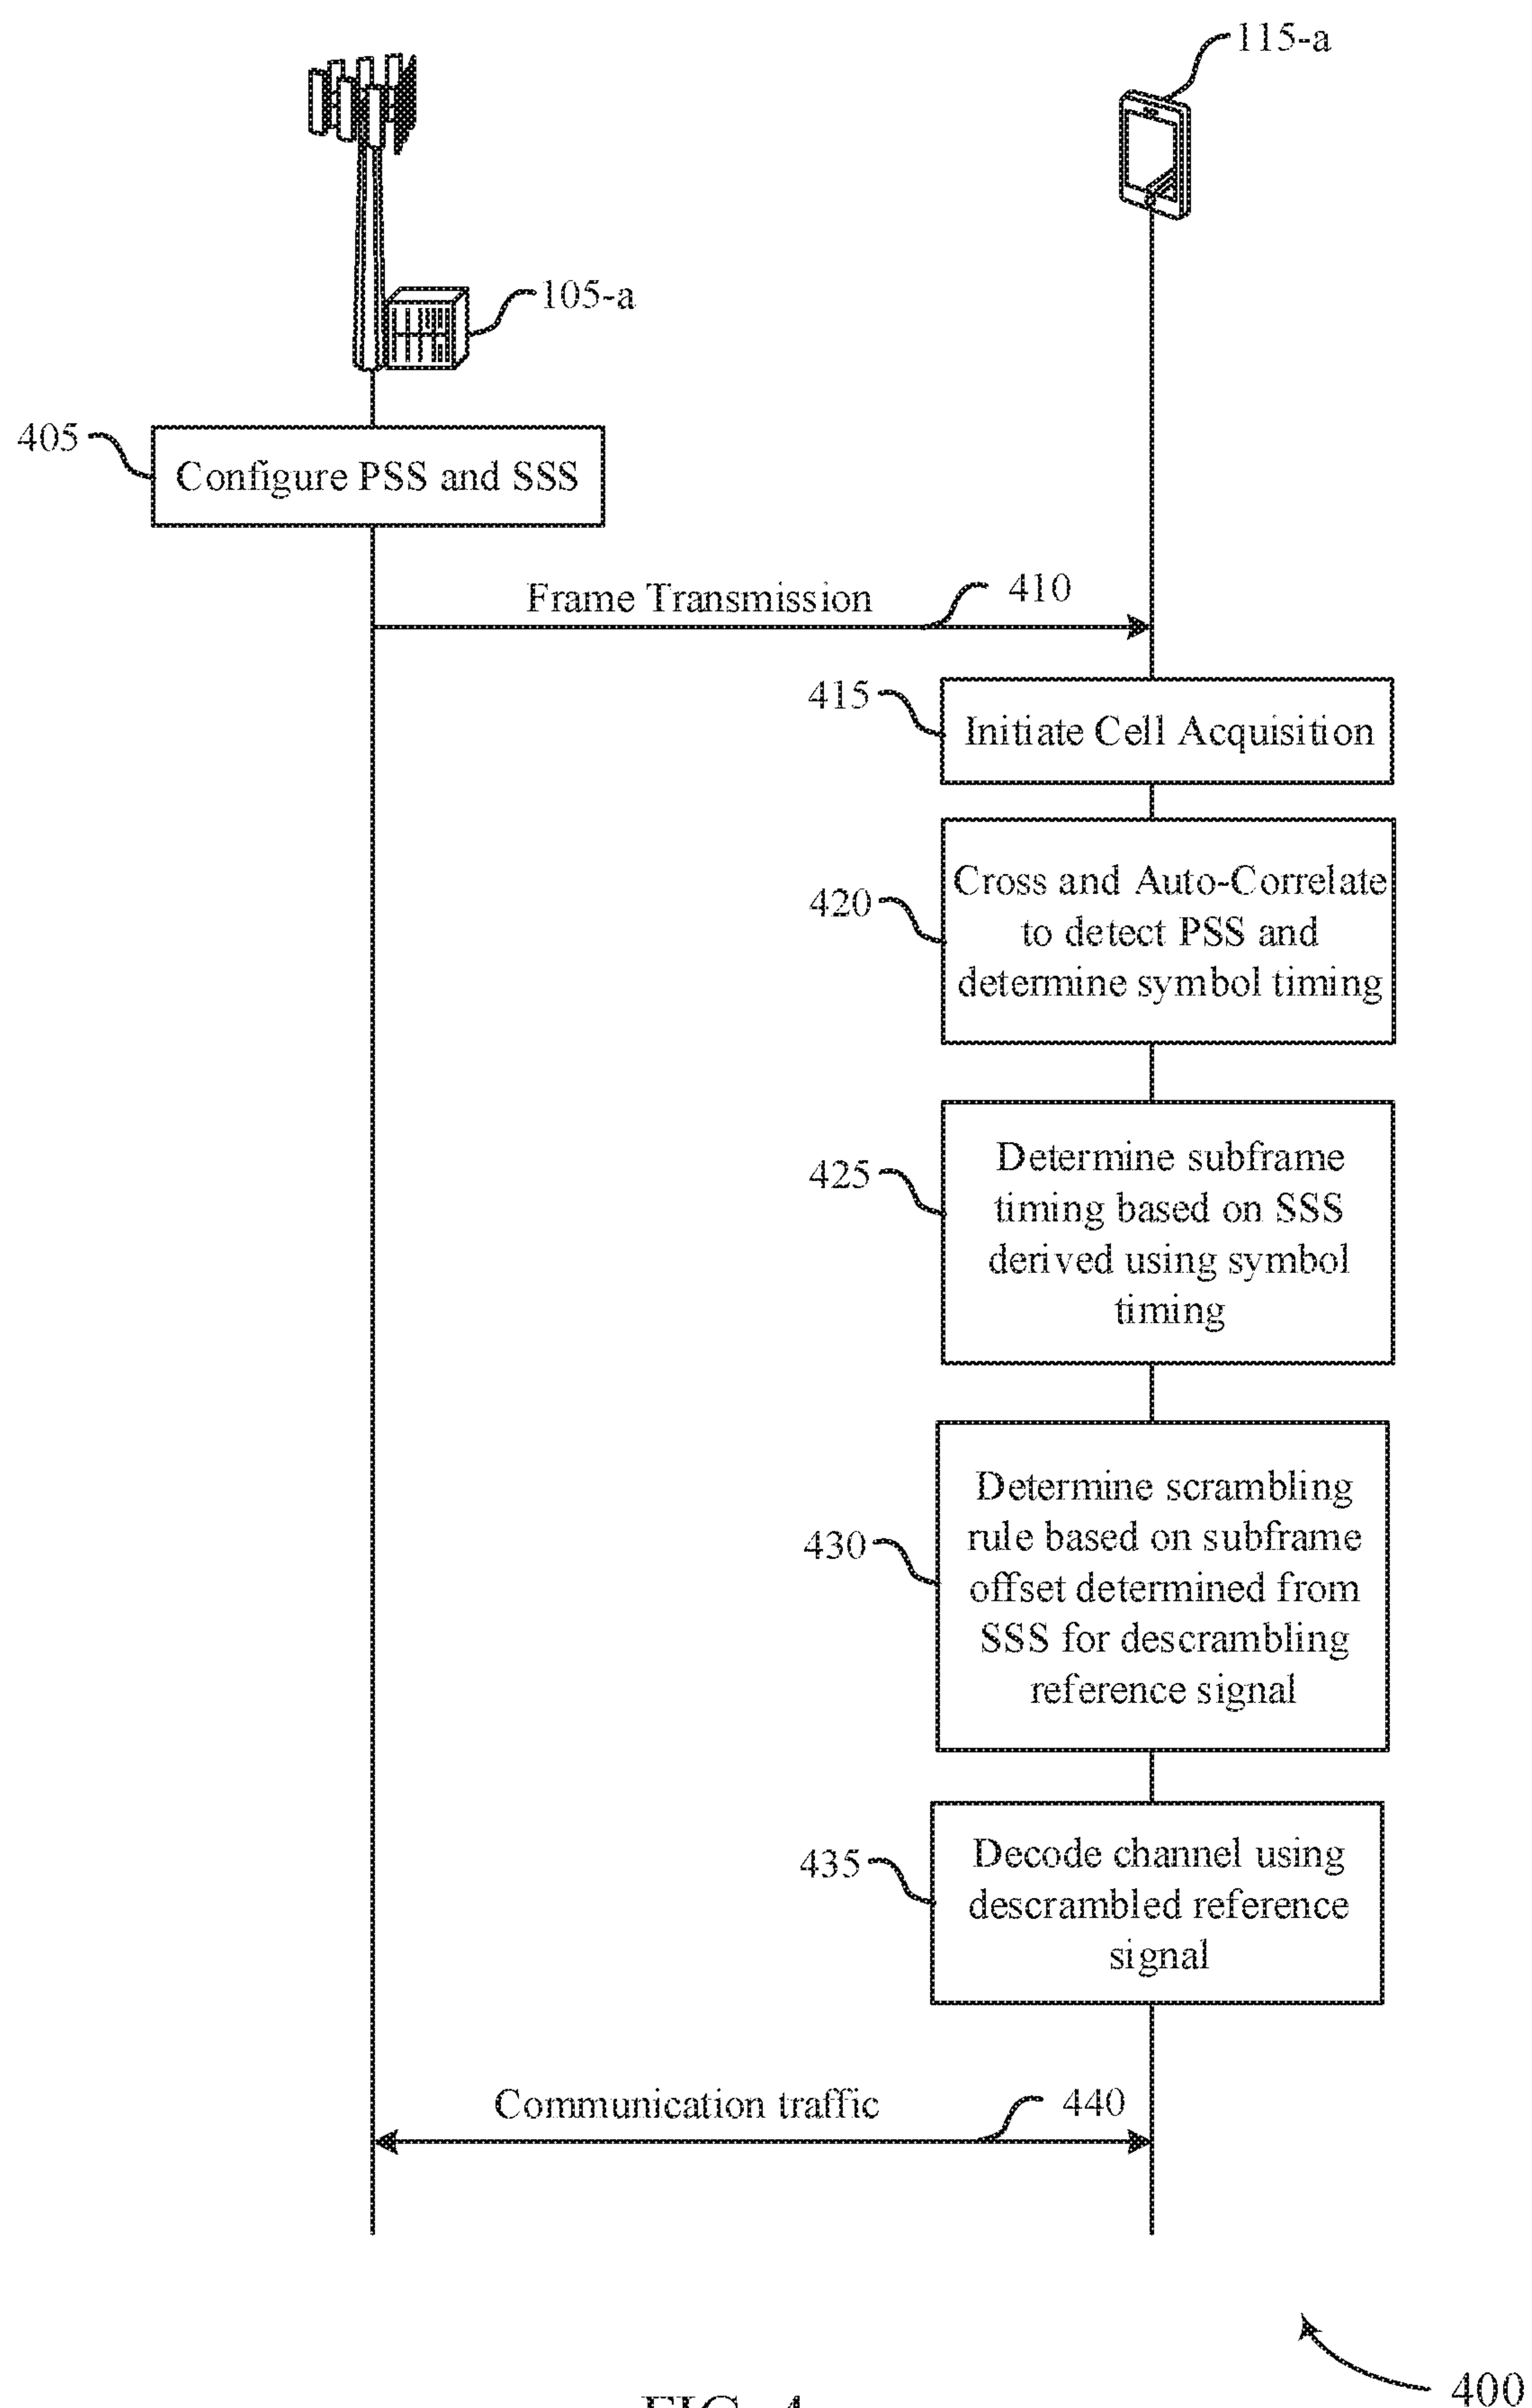 115-a
105-a
405
Configure PSS and SSS
Frame Transmission
410
415
Initiate Cell Acquisition
420
Cross and Auto-Correlate
to detect PSS and
determine symbol timing
425
Determine subframe
timing based on SSS
derived using symbol
timing
430
Determine scrambling
rule based on subframe
offset determined from
SSS for descrambling
reference signal
435
Decode channel using
descrambled reference
signal
Communication traffic
440
400
FIG. 4